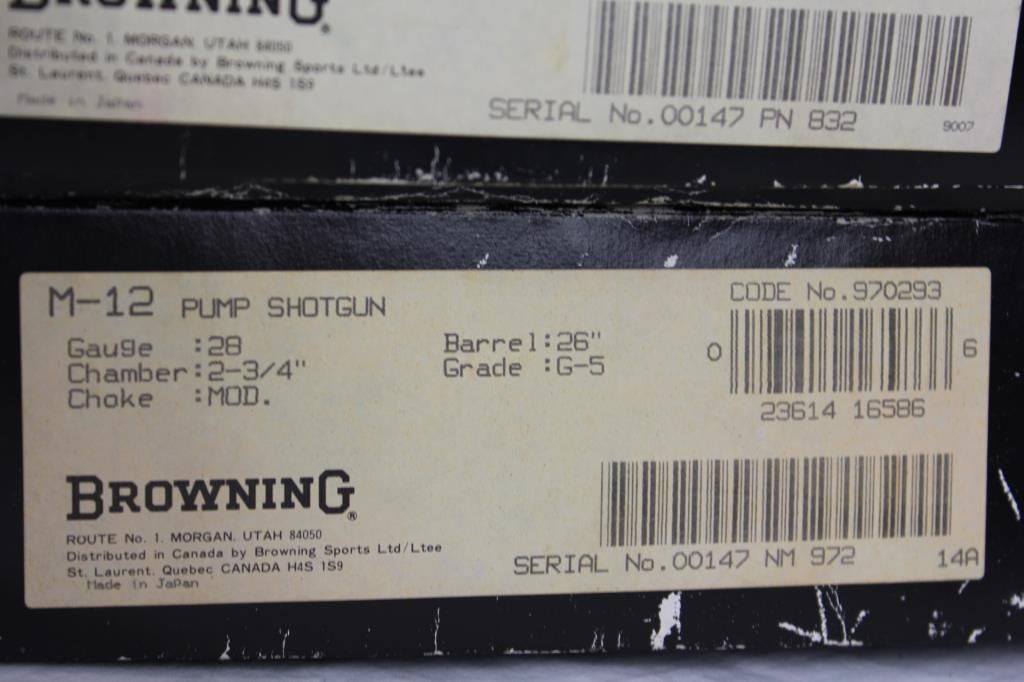 BROWNING®
ROUTE No. 1. MORGAN. UTAH 84050
Distributed in Canada by Browning Sports Ltd/Ltee
St. Laurent. Quebec CANADA H4S 1S9
Made in Japan
SERIAL No.00147 PN 832
9007
M-12 PUMP SHOTGUN
CODE No.970293
Gauge :28
Barrel:26"
Chamber:2-3/4"
Grade :G-5
Choke :MOD.
0 6
23614 16586
BROWNING®
ROUTE No. 1. MORGAN. UTAH 84050
Distributed in Canada by Browning Sports Ltd/Ltee
St. Laurent. Quebec CANADA H4S 1S9
Made in Japan
SERIAL No.00147 NM 972
14A